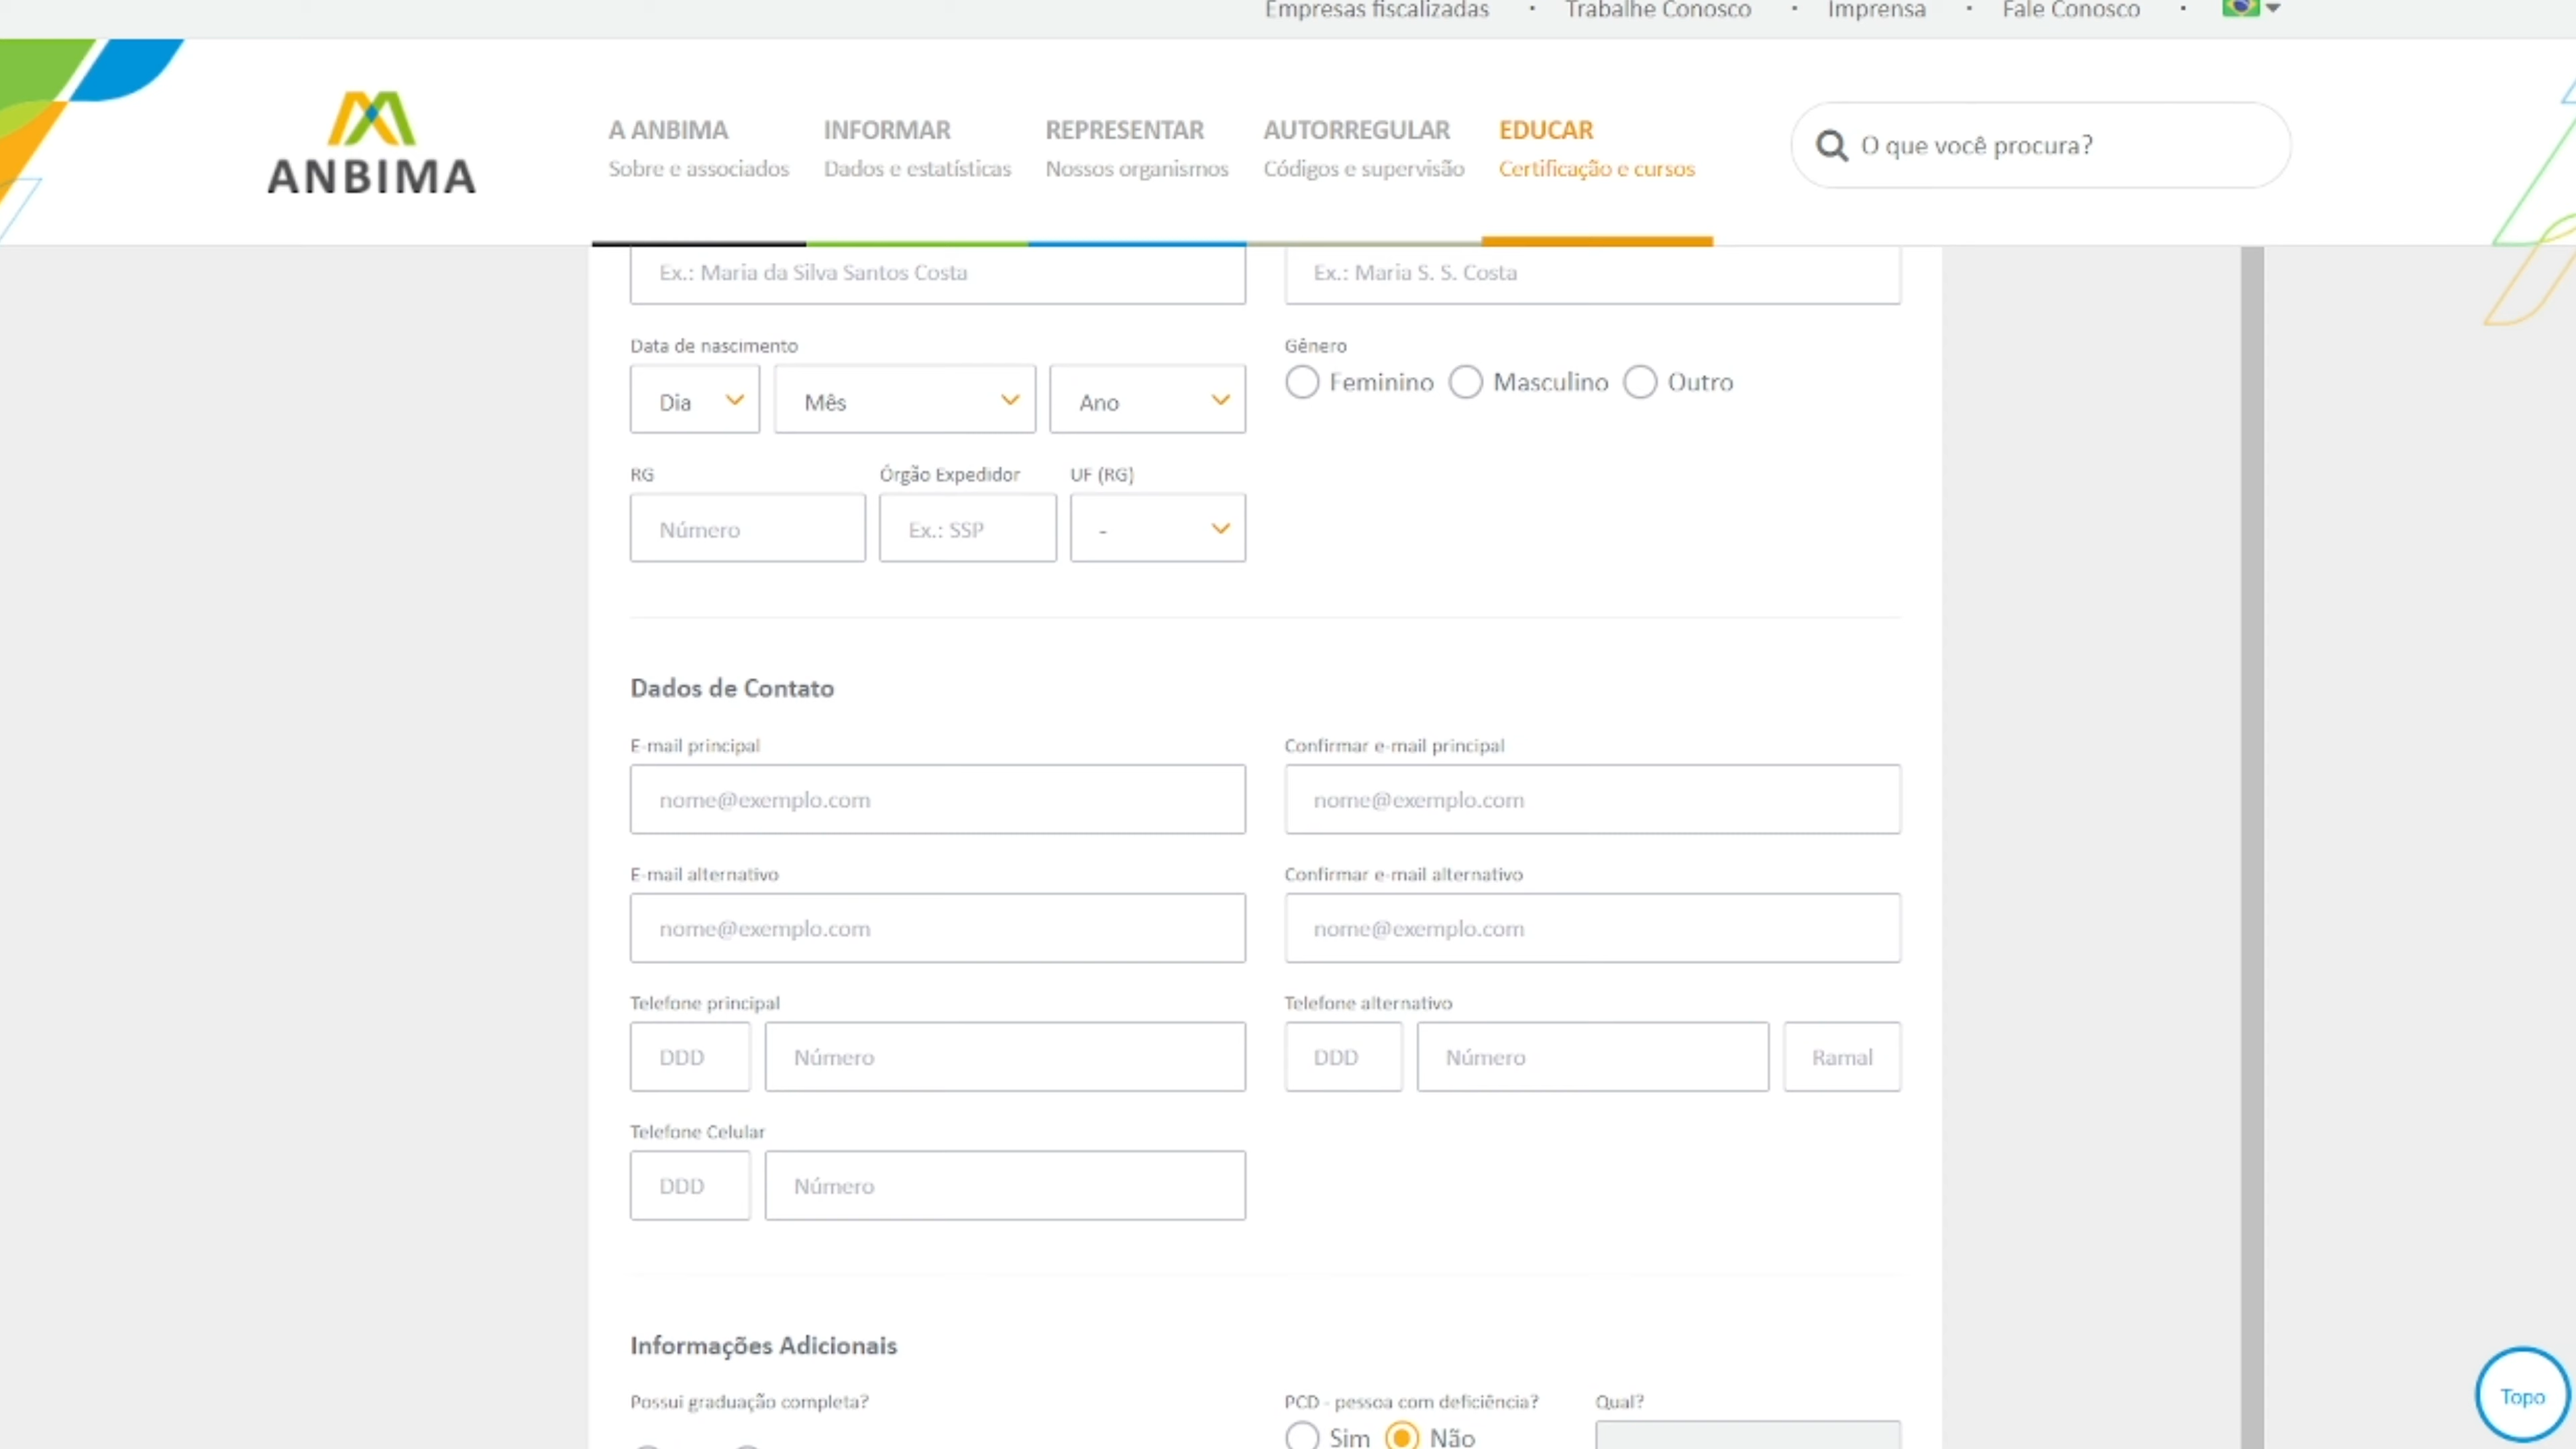 Empresas fiscalizadas · Trabalhe Conosco · Imprensa · Fale Conosco ·
ANBIMA
A ANBIMA INFORMAR REPRESENTAR AUTORREGULAR EDUCAR
Sobre e associados Dados e estatísticas Nossos organismos Códigos e supervisão Certificação e cursos
O que você procura?
Ex.: Maria da Silva Santos Costa Ex.: Maria S. S. Costa
Data de nascimento Gênero
Dia Mês Ano Feminino Masculino Outro
RG Órgão Expedidor UF (RG)
Número Ex.: SSP -
Dados de Contato
E-mail principal Confirmar e-mail principal
nome@exemplo.com nome@exemplo.com
E-mail alternativo Confirmar e-mail alternativo
nome@exemplo.com nome@exemplo.com
Telefone principal Telefone alternativo
DDD Número DDD Número Ramal
Telefone Celular
DDD Número
Informações Adicionais
Possui graduação completa? PCD - pessoa com deficiência? Qual?
Sim Não
Topo